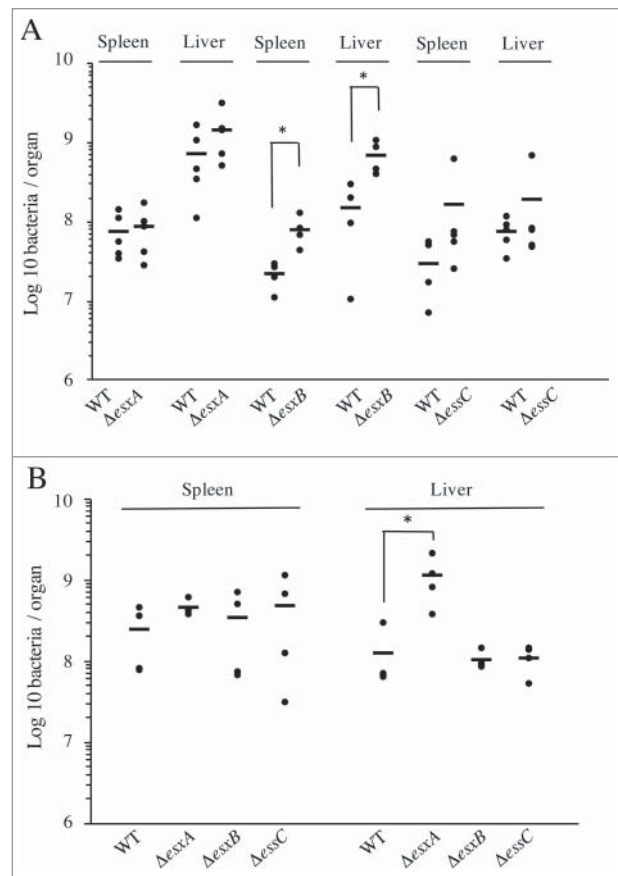 A
Spleen Liver Spleen Liver Spleen Liver
10
9
8
7
6
Log 10 bacteria / organ
* *
WT ΔesxA WT ΔesxA WT ΔesxB WT ΔesxB WT ΔessC WT ΔessC
B
Spleen Liver
10
9
8
7
6
Log 10 bacteria / organ
*
WT ΔesxA ΔesxB ΔessC WT ΔesxA ΔesxB ΔessC